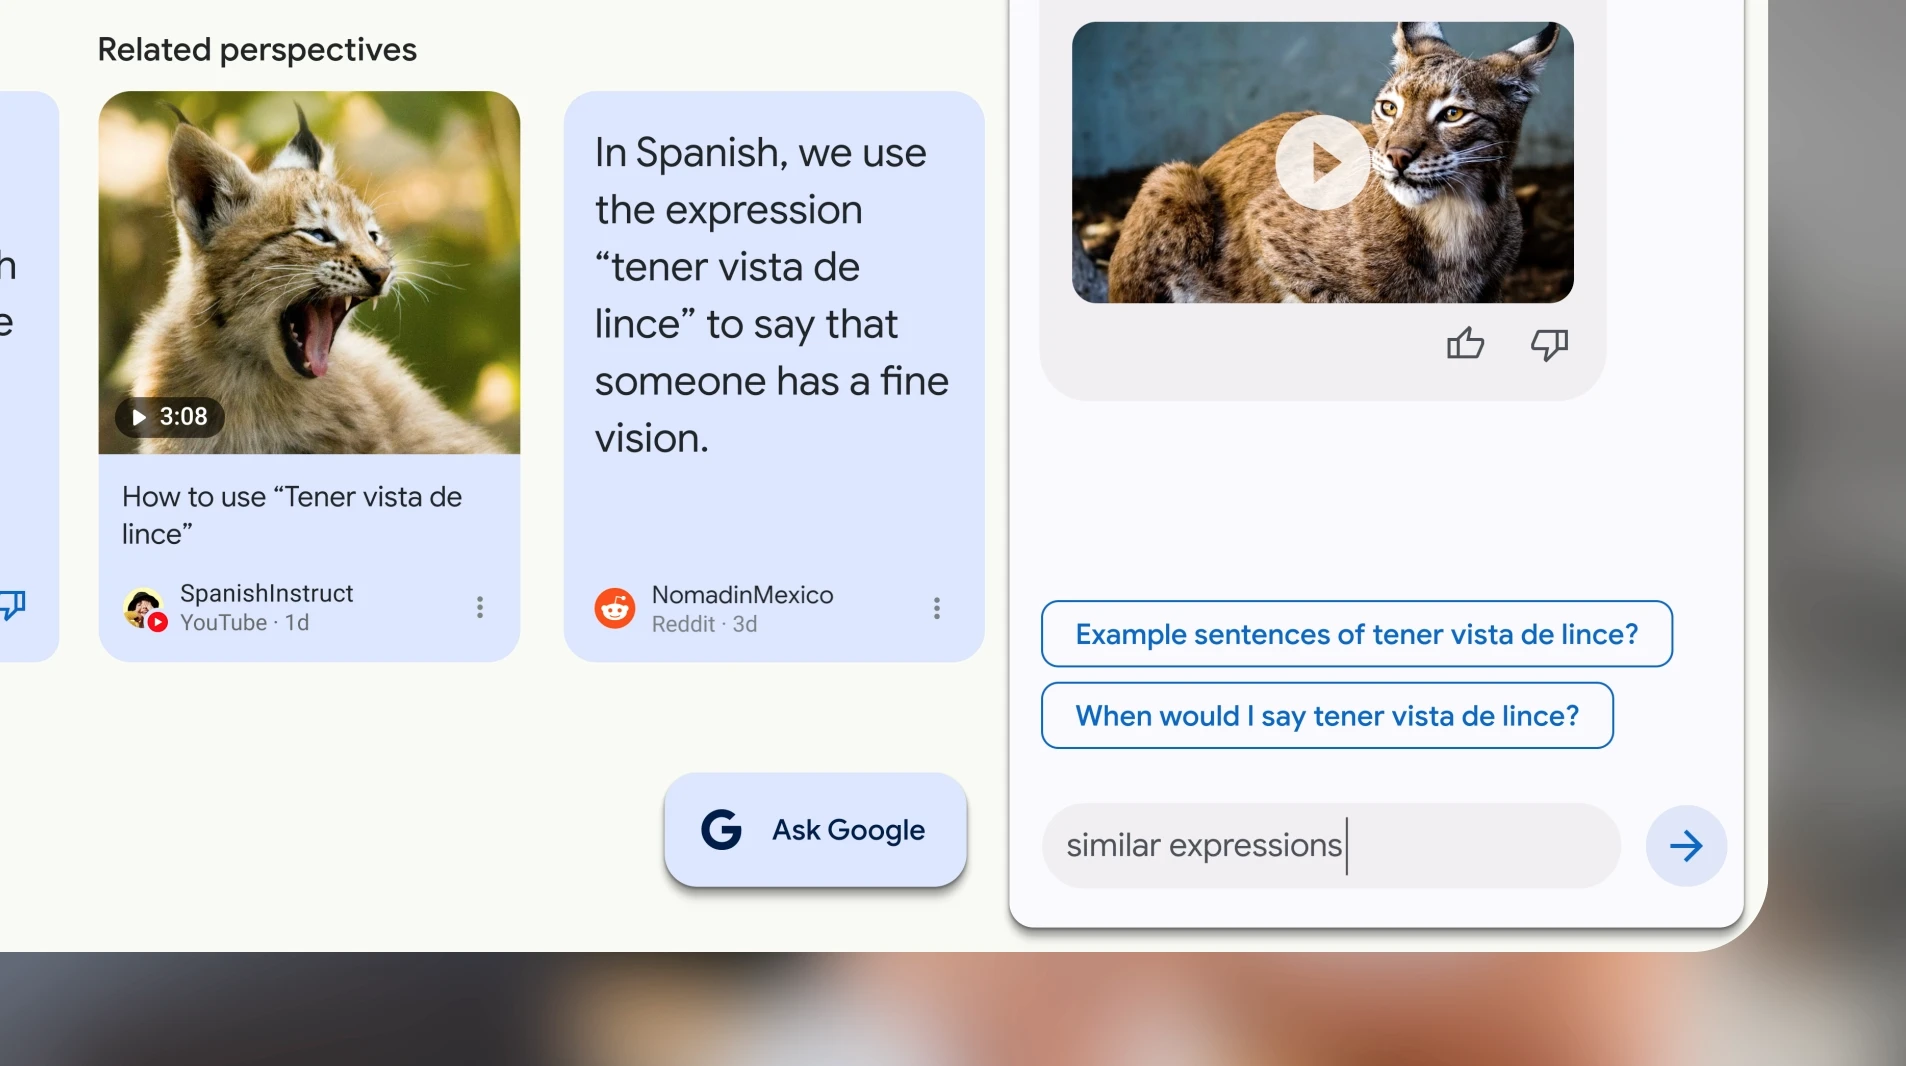 Related perspectives
h
e
3:08
How to use “Tener vista de
lince”
SpanishInstruct
YouTube · 1d
In Spanish, we use
the expression
“tener vista de
lince” to say that
someone has a fine
vision.
NomadinMexico
Reddit · 3d
Ask Google
Example sentences of tener vista de lince?
When would I say tener vista de lince?
similar expressions